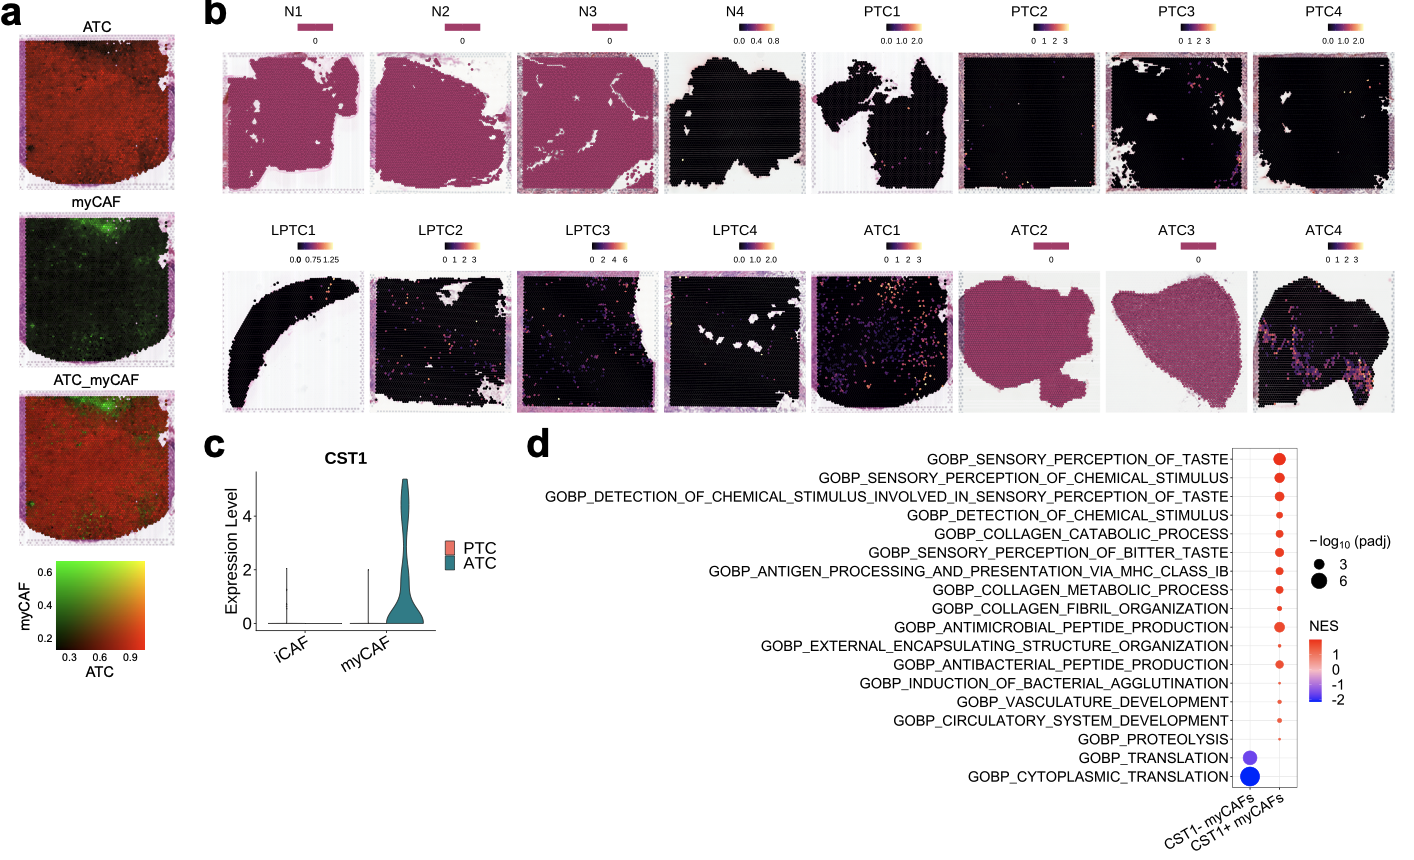 a
ATC
myCAF
ATC_myCAF
myCAF
0.6
0.4
0.2
0.3 0.6 0.9
ATC
b
N1 N2 N3 N4 PTC1 PTC2 PTC3 PTC4
0 0 0 0.0 0.4 0.8 0.0 1.0 2.0 0 1 2 3 0 1 2 3 0.0 1.0 2.0
LPTC1 LPTC2 LPTC3 LPTC4 ATC1 ATC2 ATC3 ATC4
0.0 0.75 1.25 0 1 2 3 0 2 4 6 0.0 1.0 2.0 0 1 2 3 0 0 0 1 2 3
c
CST1
Expression Level
4
2
0
iCAF
myCAF
PTC
ATC
d
GOBP_SENSORY_PERCEPTION_OF_TASTE
GOBP_SENSORY_PERCEPTION_OF_CHEMICAL_STIMULUS
GOBP_DETECTION_OF_CHEMICAL_STIMULUS_INVOLVED_IN_SENSORY_PERCEPTION_OF_TASTE
GOBP_DETECTION_OF_CHEMICAL_STIMULUS
GOBP_COLLAGEN_CATABOLIC_PROCESS
GOBP_SENSORY_PERCEPTION_OF_BITTER_TASTE
GOBP_ANTIGEN_PROCESSING_AND_PRESENTATION_VIA_MHC_CLASS_IB
GOBP_COLLAGEN_METABOLIC_PROCESS
GOBP_COLLAGEN_FIBRIL_ORGANIZATION
GOBP_ANTIMICROBIAL_PEPTIDE_PRODUCTION
GOBP_EXTERNAL_ENCAPSULATING_STRUCTURE_ORGANIZATION
GOBP_ANTIBACTERIAL_PEPTIDE_PRODUCTION
GOBP_INDUCTION_OF_BACTERIAL_AGGLUTINATION
GOBP_VASCULATURE_DEVELOPMENT
GOBP_CIRCULATORY_SYSTEM_DEVELOPMENT
GOBP_PROTEOLYSIS
GOBP_TRANSLATION
GOBP_CYTOPLASMIC_TRANSLATION
CST1- myCAFs
CST1+ myCAFs
−log₁₀ (padj)
3
6
NES
1
0
-1
-2